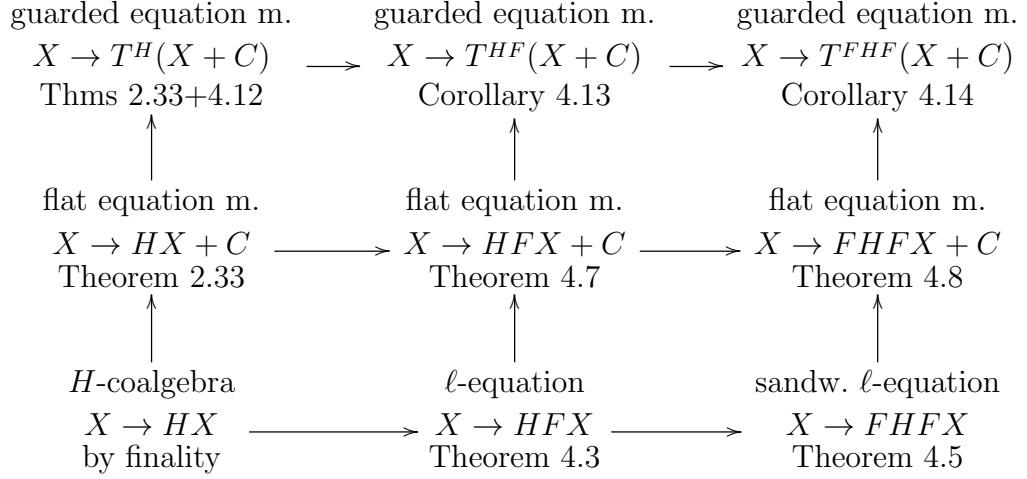 guarded equation m. guarded equation m. guarded equation m.
X → T^H(X + C) X → T^{HF}(X + C) X → T^{FHF}(X + C)
Thms 2.33+4.12 Corollary 4.13 Corollary 4.14
flat equation m. flat equation m. flat equation m.
X → HX + C X → HFX + C X → FHFX + C
Theorem 2.33 Theorem 4.7 Theorem 4.8
H-coalgebra ℓ-equation sandw. ℓ-equation
X → HX X → HFX X → FHFX
by finality Theorem 4.3 Theorem 4.5